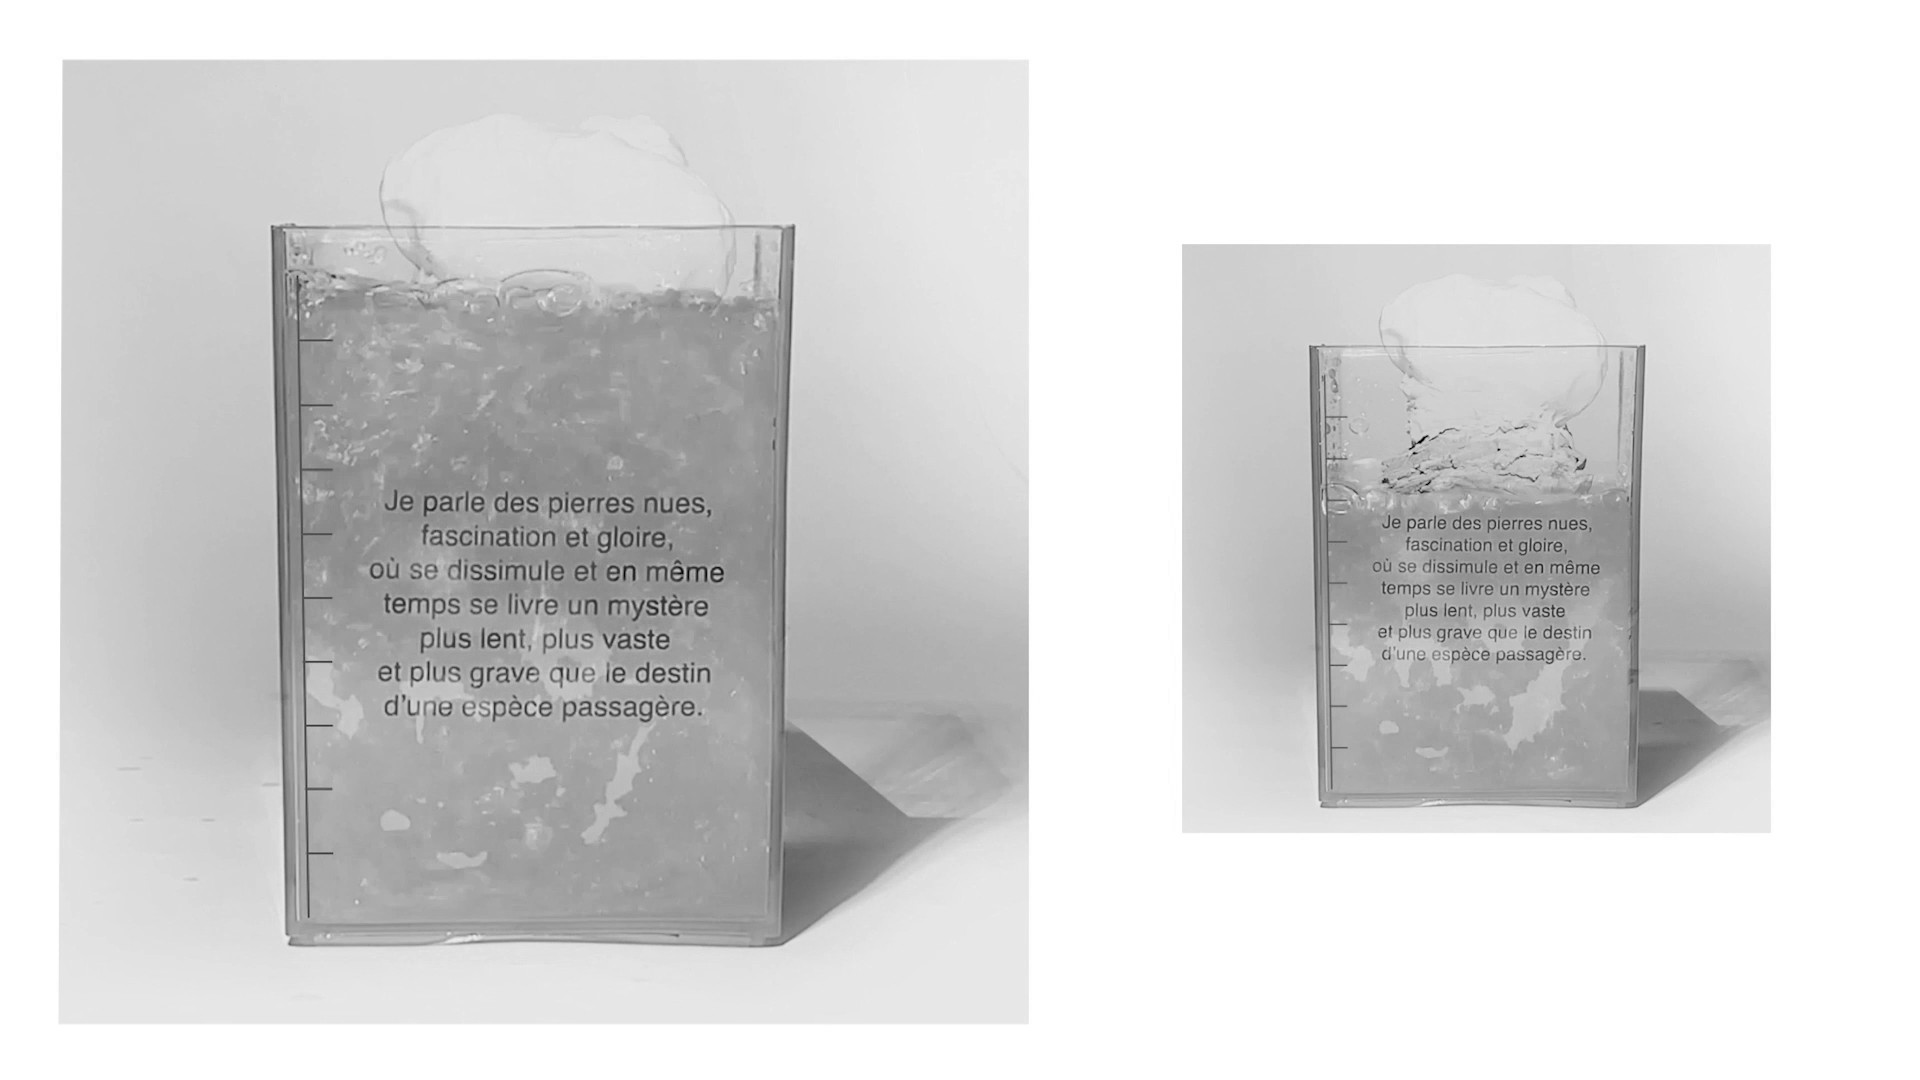 Je parle des pierres nues,
fascination et gloire,
où se dissimule et en même
temps se livre un mystère
plus lent, plus vaste
et plus grave que le destin
d'une espèce passagère.
Je parle des pierres nues,
fascination et gloire,
où se dissimule et en même
temps se livre un mystère
plus lent, plus vaste
et plus grave que le destin
d'une espèce passagère.